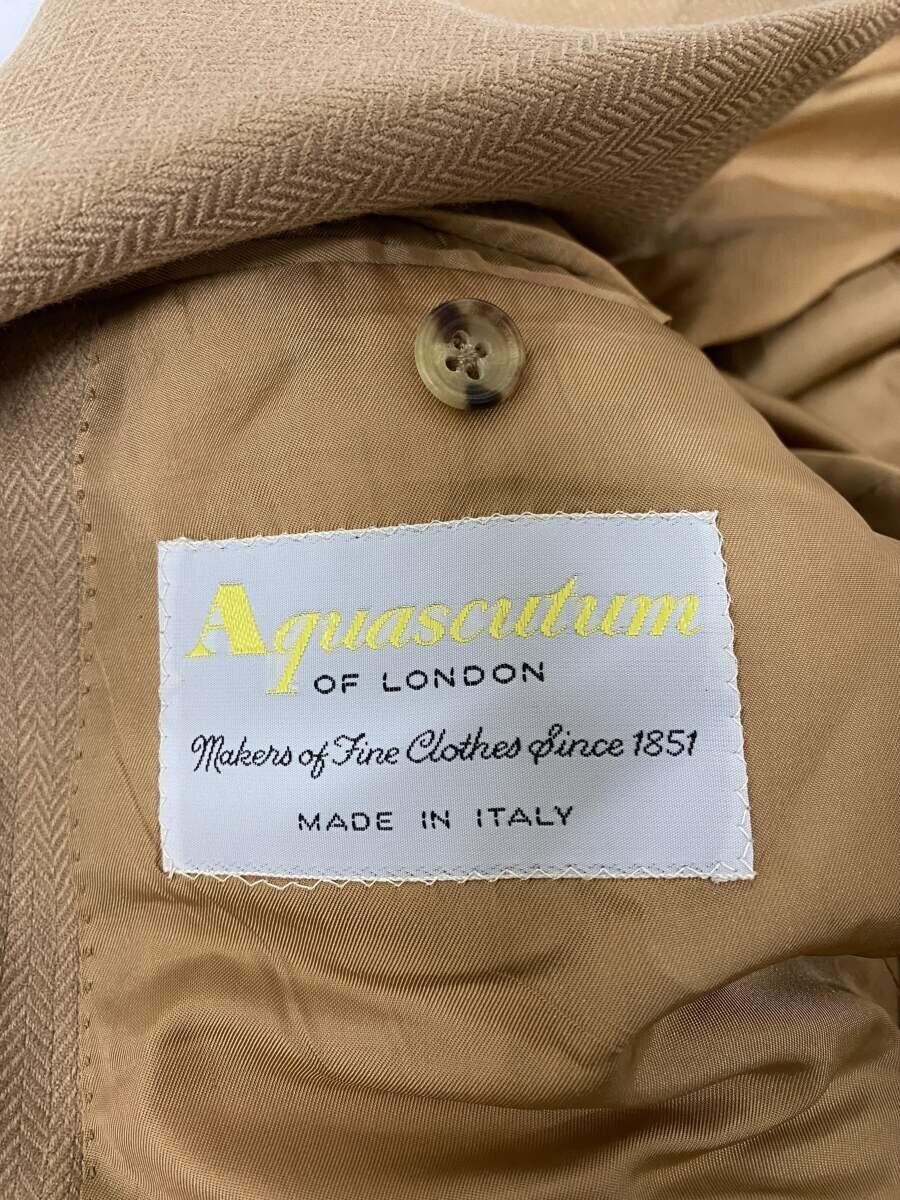 Aquascutum
OF LONDON
Makers of Fine Clothes Since 1851
MADE IN ITALY